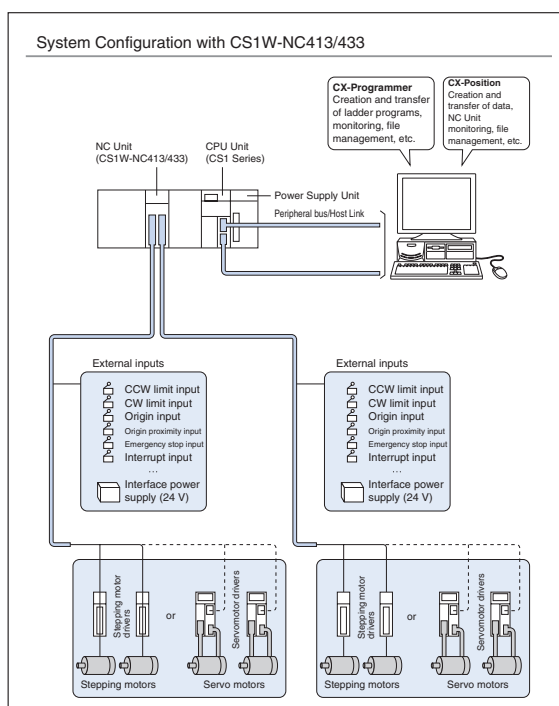 System Configuration with CS1W-NC413/433
CX-Programmer
Creation and transfer
of ladder programs,
monitoring, file
management, etc.
CX-Position
Creation and
transfer of data,
NC Unit
monitoring, file
management, etc.
NC Unit
(CS1W-NC413/433)
CPU Unit
(CS1 Series)
Power Supply Unit
Peripheral bus/Host Link
External inputs
CCW limit input
CW limit input
Origin input
Origin proximity input
Emergency stop input
Interrupt input
...
Interface power
supply (24 V)
External inputs
CCW limit input
CW limit input
Origin input
Origin proximity input
Emergency stop input
Interrupt input
...
Interface power
supply (24 V)
Stepping motor
drivers
or
Servomotor drivers
Stepping motors
Servo motors
Stepping motor
drivers
or
Servomotor drivers
Stepping motors
Servo motors